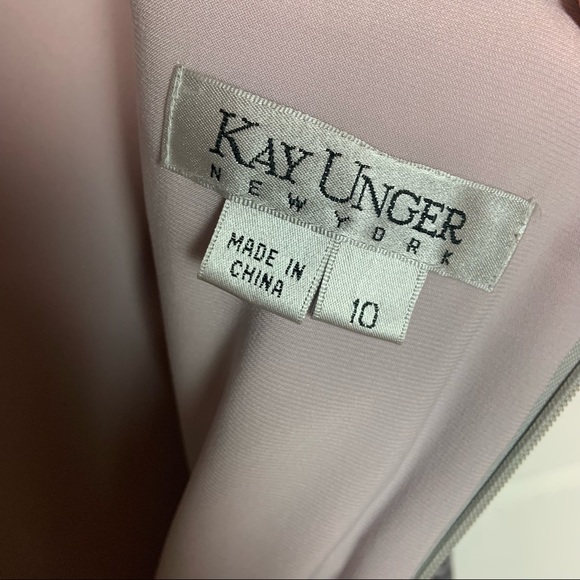 KAY UNGER
NEW YORK
MADE IN
CHINA
10